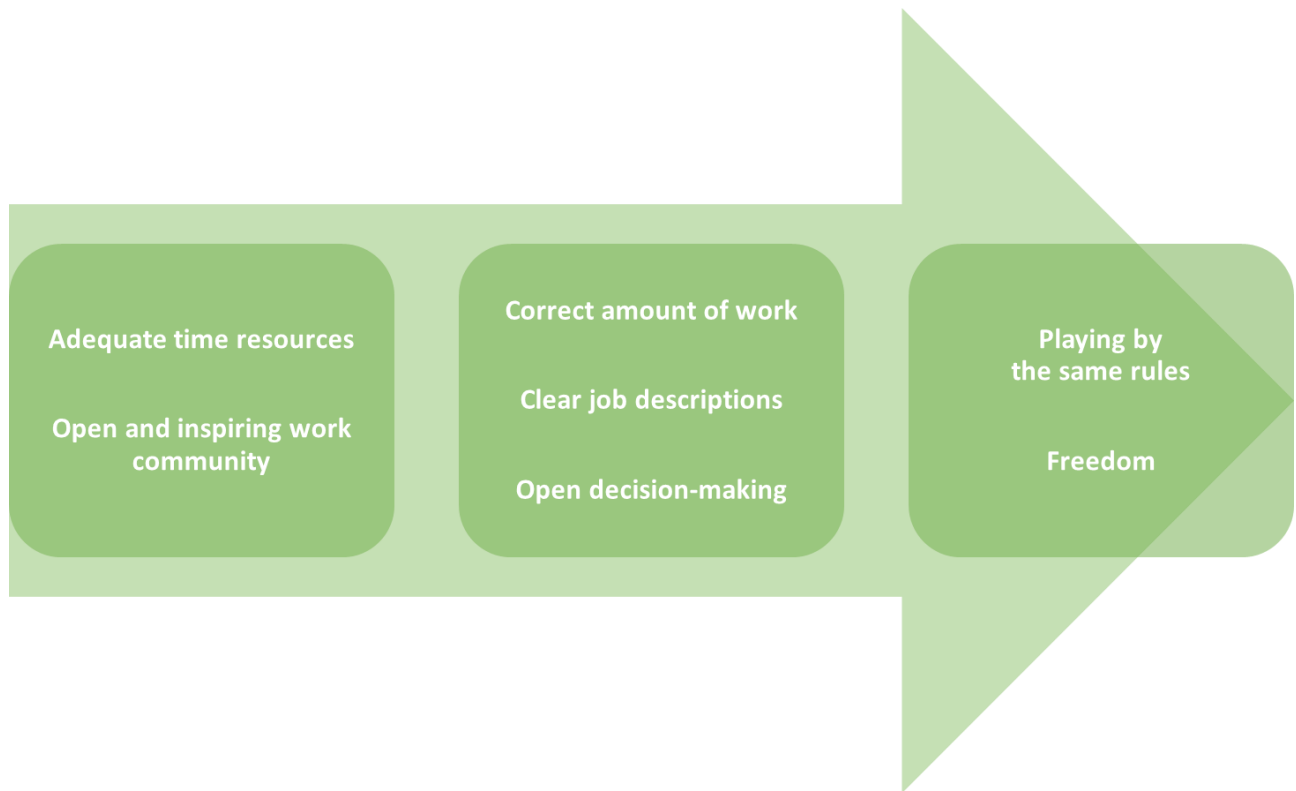 Adequate time resources
Open and inspiring work
community
Correct amount of work
Clear job descriptions
Open decision-making
Playing by
the same rules
Freedom